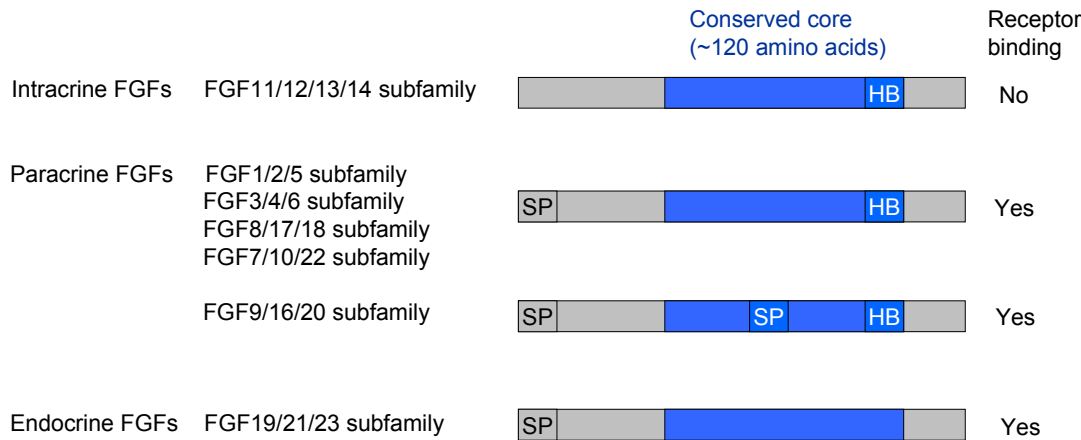 Conserved core
(~120 amino acids)
Receptor
binding
Intracrine FGFs FGF11/12/13/14 subfamily HB No
Paracrine FGFs FGF1/2/5 subfamily
FGF3/4/6 subfamily SP HB Yes
FGF8/17/18 subfamily
FGF7/10/22 subfamily
FGF9/16/20 subfamily SP SP HB Yes
Endocrine FGFs FGF19/21/23 subfamily SP Yes